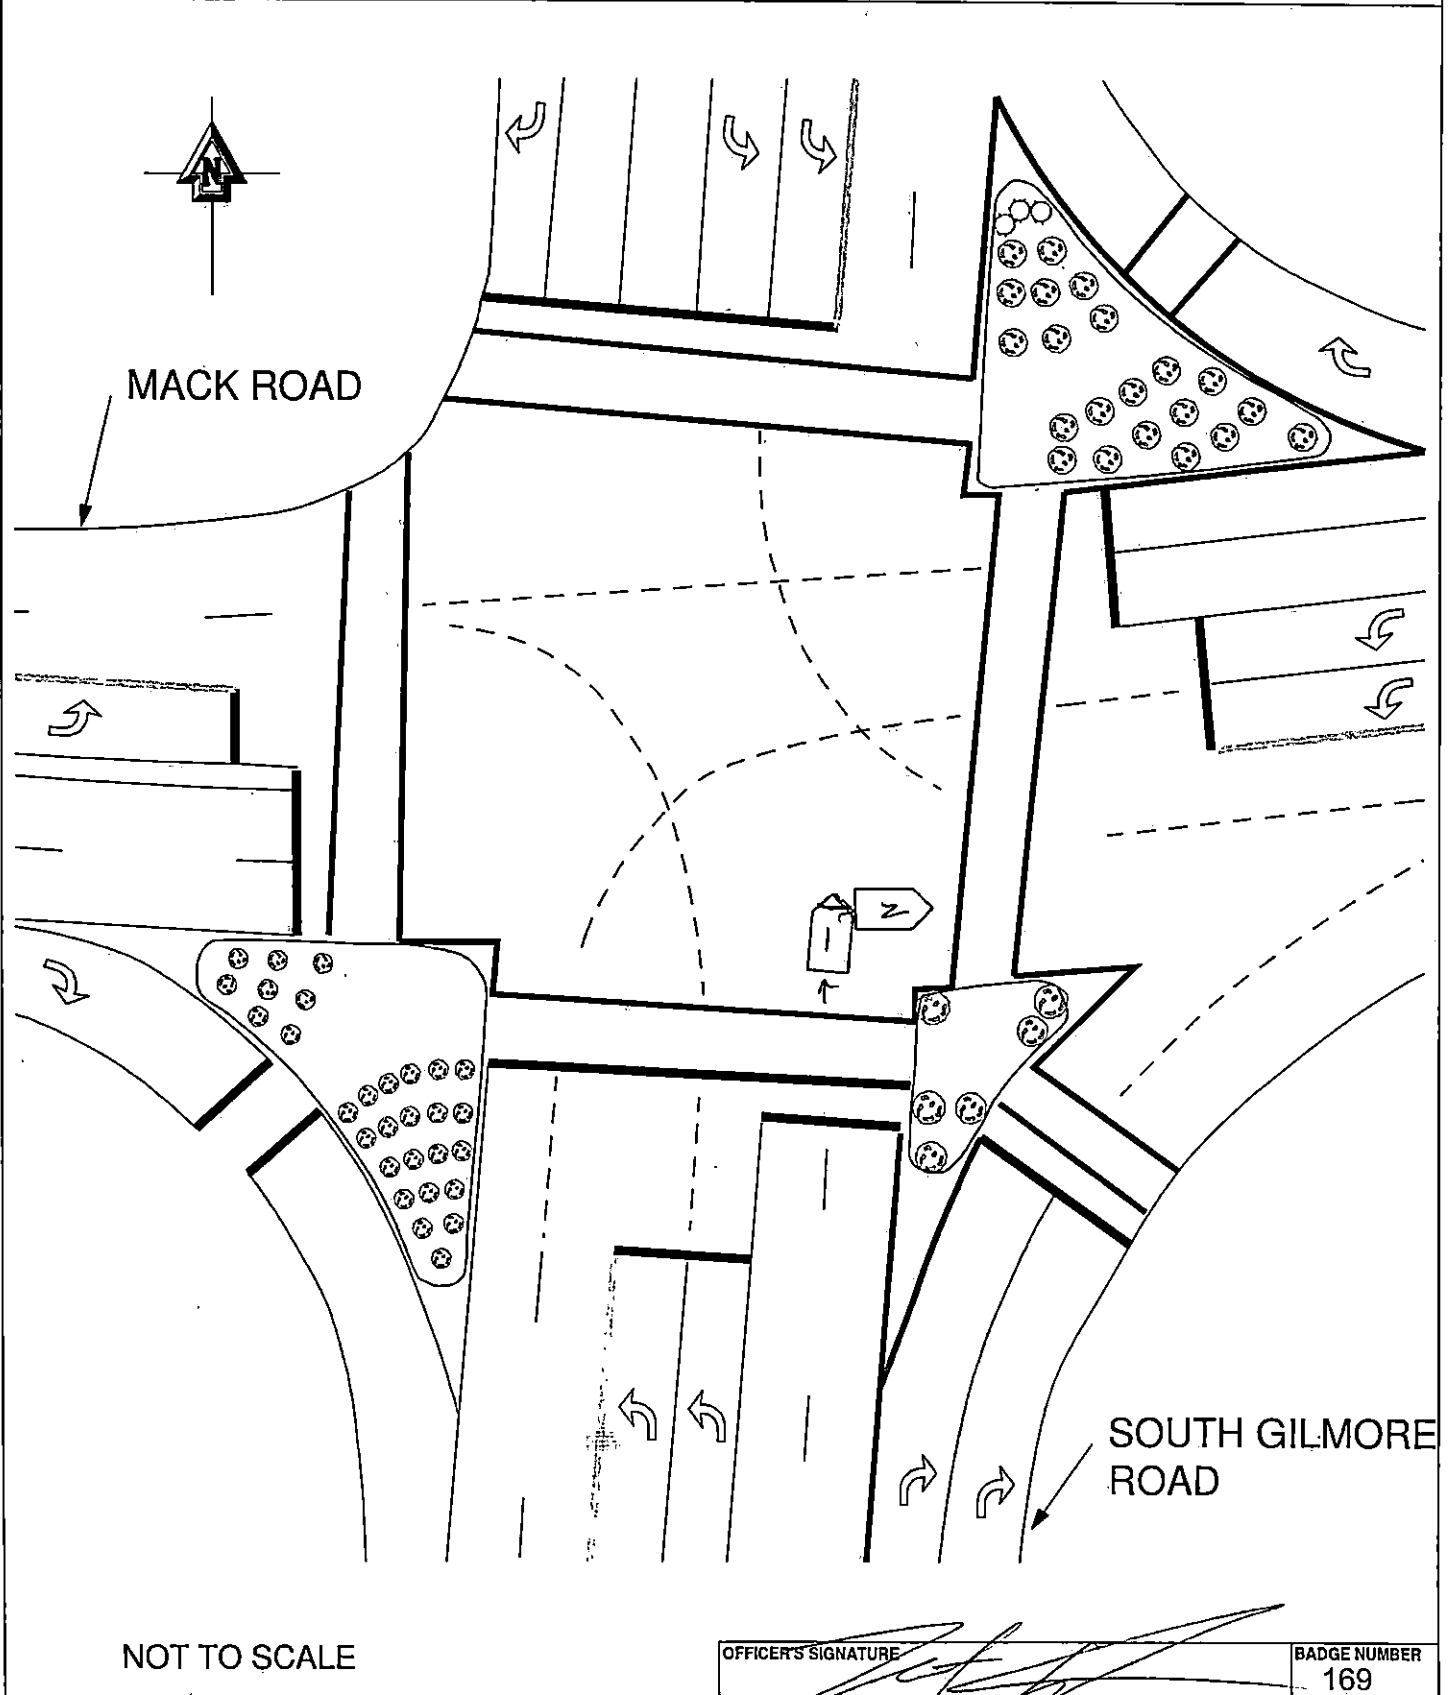 N
MACK ROAD
1
2
SOUTH GILMORE
ROAD
NOT TO SCALE
OFFICER'S SIGNATURE
BADGE NUMBER
169